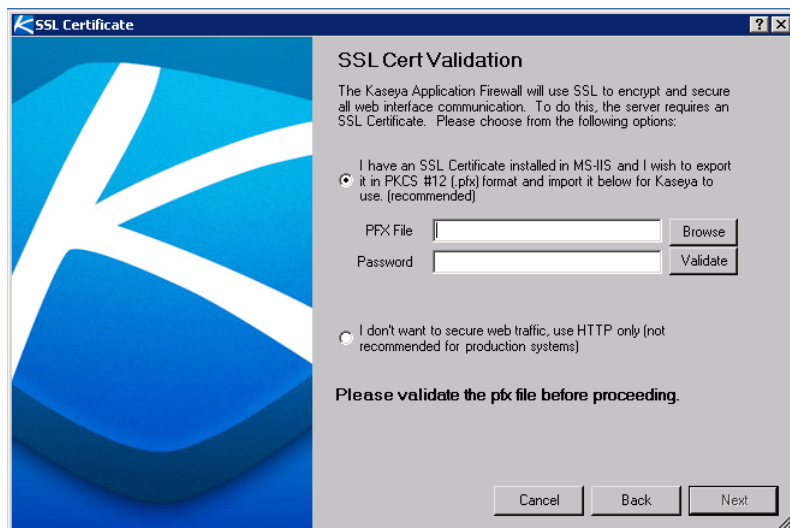 SSL Certificate
SSL Cert Validation
The Kaseya Application Firewall will use SSL to encrypt and secure
all web interface communication. To do this, the server requires an
SSL Certificate. Please choose from the following options:
I have an SSL Certificate installed in MS-IIS and I wish to export
it in PKCS #12 (.pfx) format and import it below for Kaseya to
use. (recommended)
PFX File
Browse
Password
Validate
I don't want to secure web traffic, use HTTP only (not
recommended for production systems)
Please validate the pfx file before proceeding.
Cancel
Back
Next